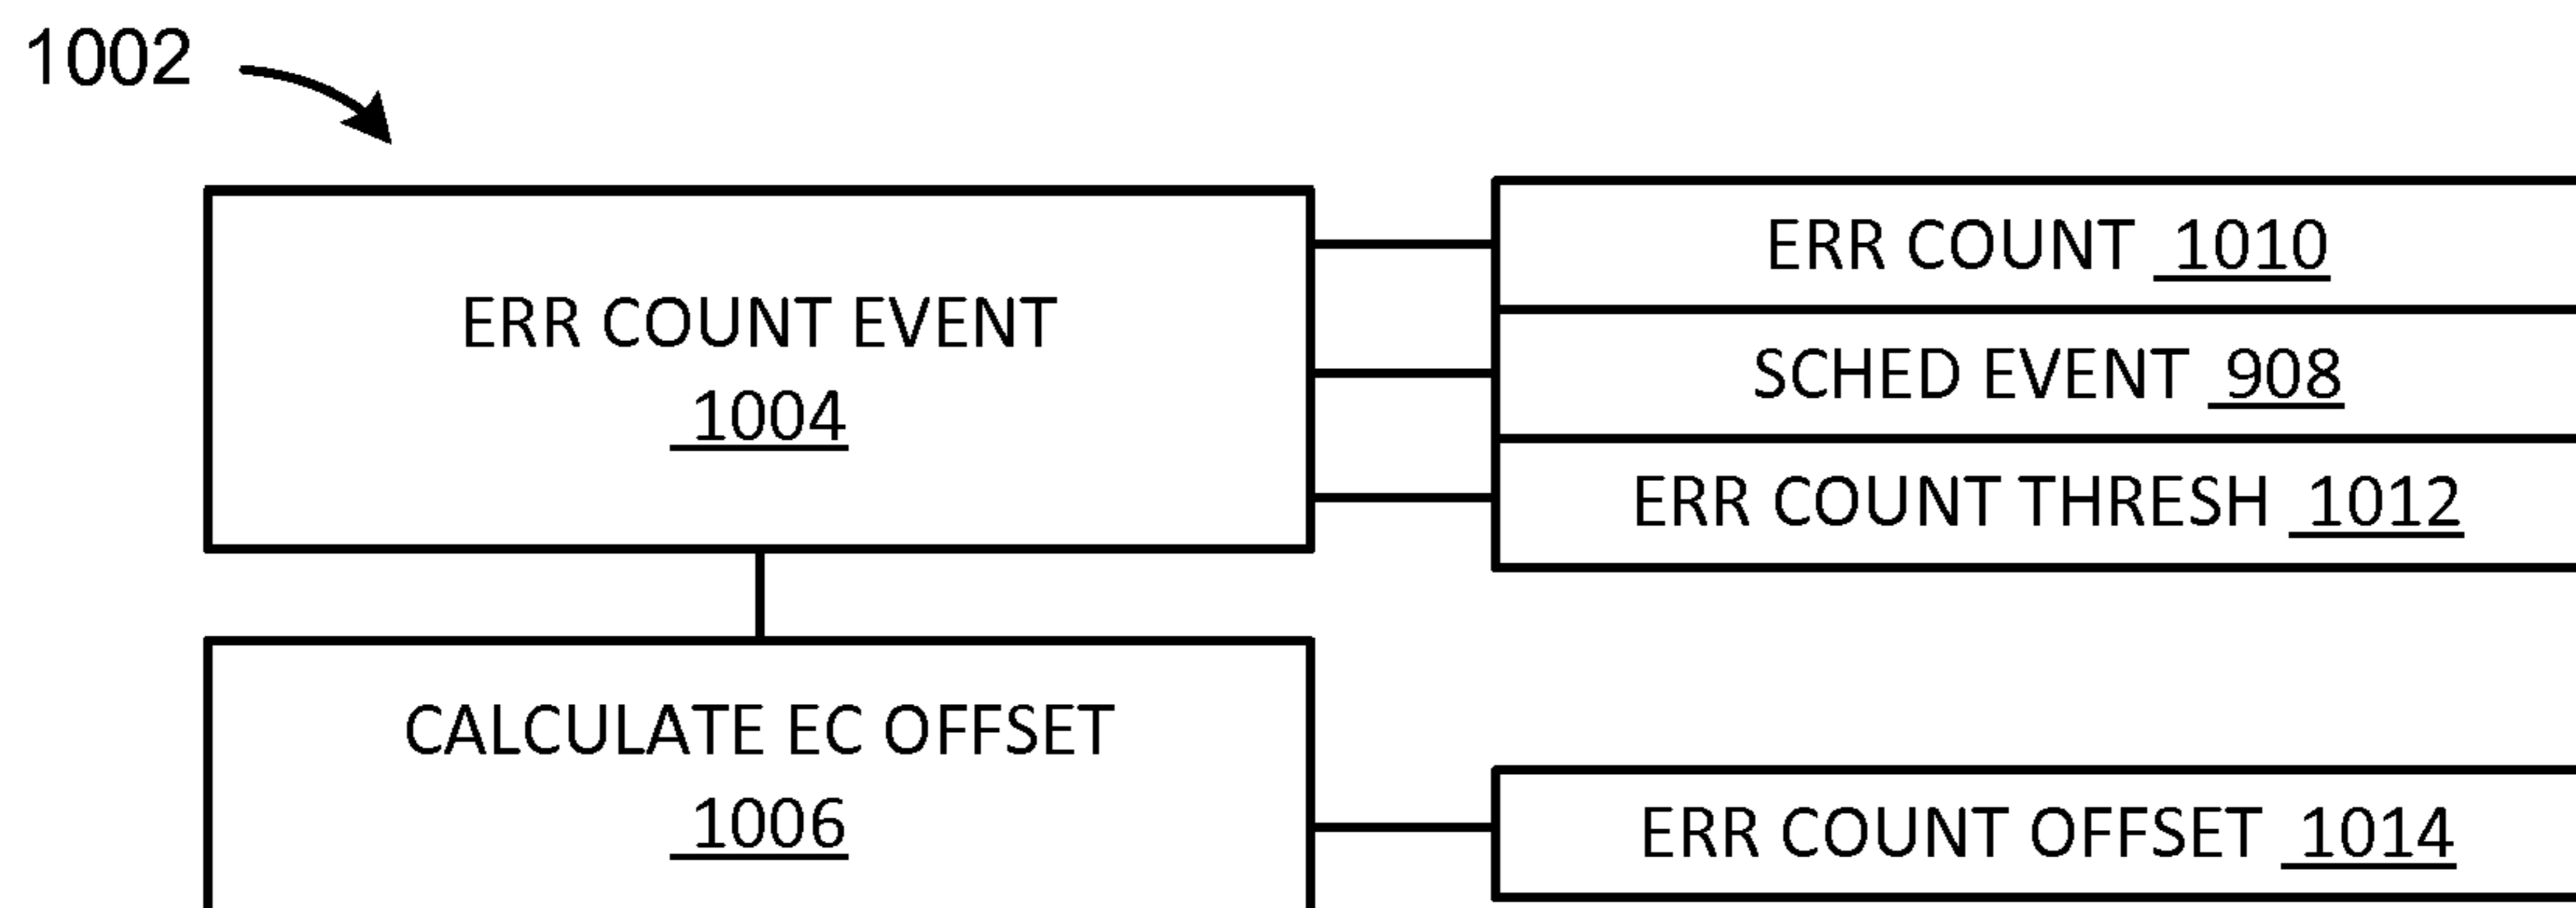 1002
ERR COUNT EVENT
1004
ERR COUNT 1010
SCHED EVENT 908
ERR COUNT THRESH 1012
CALCULATE EC OFFSET
1006
ERR COUNT OFFSET 1014